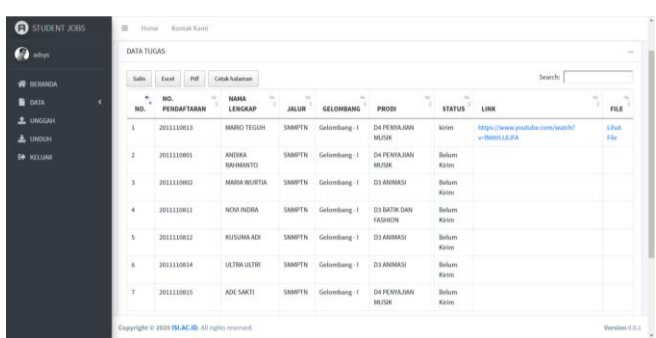 STUDENT JOBS
Home Kontak Kami
DATA TUGAS
BERANDA
DATA
UNGGAH
UNDUH
KELUAR
Salin Excel Pdf Cetak halaman Search:
NO. NO. PENDAFTARAN NAMA LENGKAP JALUR GELOMBANG PRODI STATUS LINK FILE
1 2011110813 MARIO TEGUH SNMPTN Gelombang - I D4 PENYAJIAN MUSIK kirim https://www.youtube.com/watch? Lihat File
2 2011110801 ANDIKA RAHMANTO SNMPTN Gelombang - I D4 PENYAJIAN MUSIK Belum Kirim
3 2011110802 MARIA WURTIA SNMPTN Gelombang - I D3 ANIMASI Belum Kirim
4 2011110811 NOVI INDRA SNMPTN Gelombang - I D3 BATIK DAN FASHION Belum Kirim
5 2011110812 KUSUMA ADI SNMPTN Gelombang - I D3 ANIMASI Belum Kirim
6 2011110814 ULTRA ULTRI SNMPTN Gelombang - I D3 ANIMASI Belum Kirim
7 2011110815 ADE SAKTI SNMPTN Gelombang - I D4 PENYAJIAN MUSIK Belum Kirim
Copyright © 2020 ISI.AC.ID. All rights reserved. Version 0.0.1